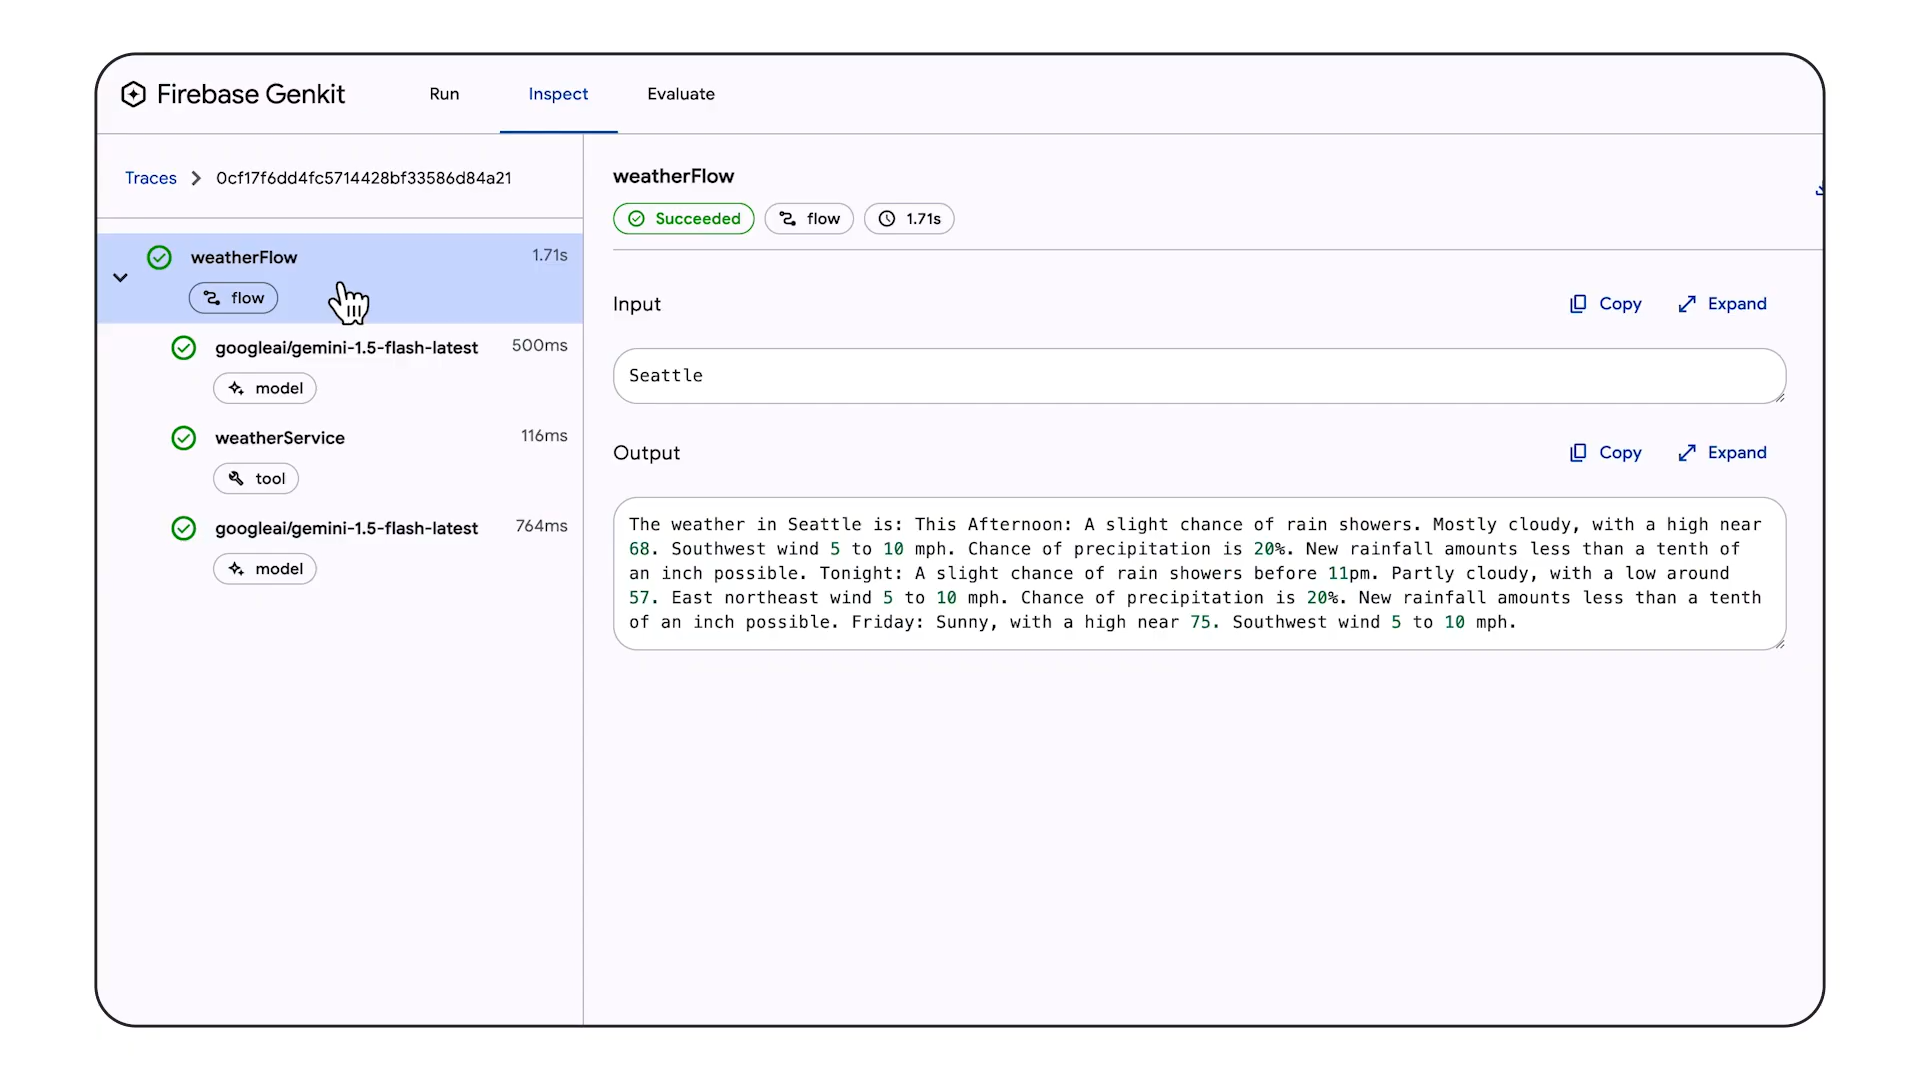 Firebase Genkit
Run
Inspect
Evaluate
Traces
0cf17f6dd4fc5714428bf33586d84a21
weatherFlow
1.71s
flow
googleai/gemini-1.5-flash-latest
500ms
model
weatherService
116ms
tool
googleai/gemini-1.5-flash-latest
764ms
model
weatherFlow
Succeeded
flow
1.71s
Input
Copy
Expand
Seattle
Output
Copy
Expand
The weather in Seattle is: This Afternoon: A slight chance of rain showers. Mostly cloudy, with a high near
68. Southwest wind 5 to 10 mph. Chance of precipitation is 20%. New rainfall amounts less than a tenth of
an inch possible. Tonight: A slight chance of rain showers before 11pm. Partly cloudy, with a low around
57. East northeast wind 5 to 10 mph. Chance of precipitation is 20%. New rainfall amounts less than a tenth
of an inch possible. Friday: Sunny, with a high near 75. Southwest wind 5 to 10 mph.